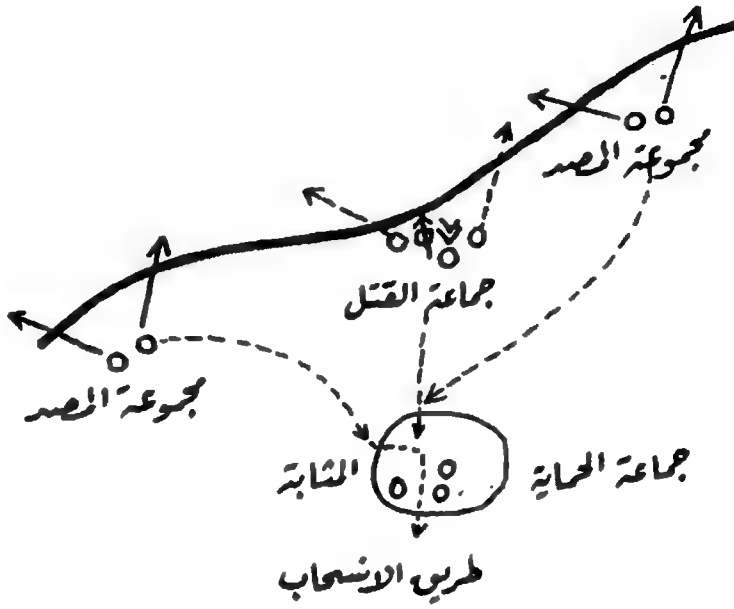 مجموعة المصد
جماعة القتل
مجموعة المصد
جماعة الحماية
المثابة
طريق الانسحاب